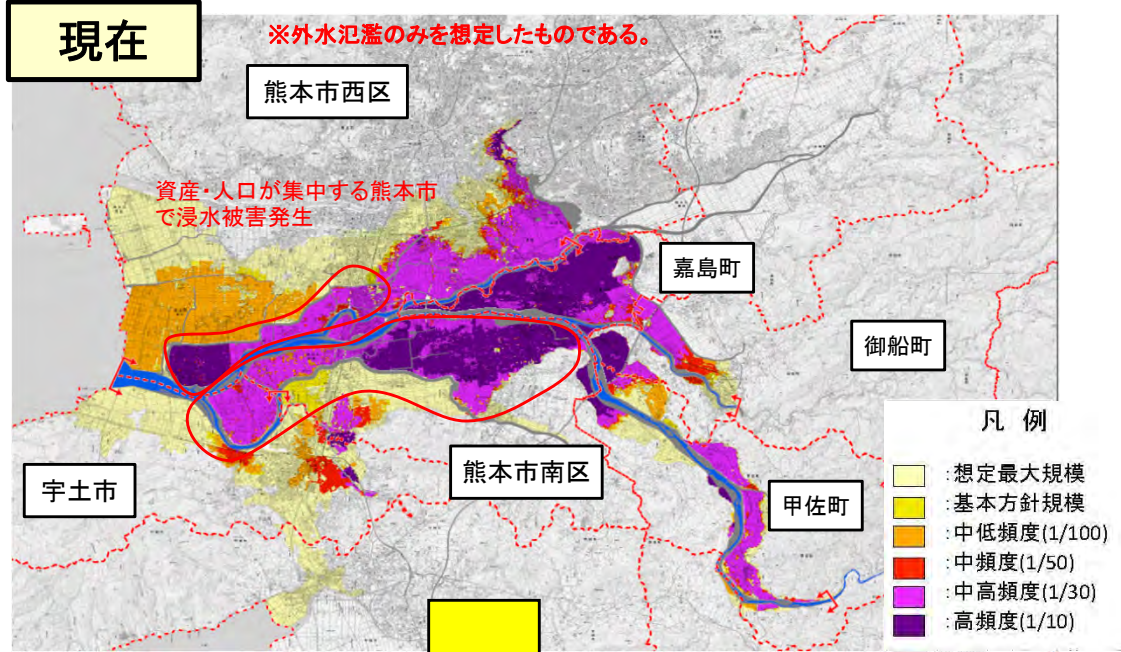 現在
※外水氾濫のみを想定したものである。
熊本市西区
資産・人口が集中する熊本市
で浸水被害発生
嘉島町
御船町
凡 例
:想定最大規模
:基本方針規模
:中低頻度(1/100)
:中頻度(1/50)
:中高頻度(1/30)
:高頻度(1/10)
熊本市南区
宇土市
甲佐町